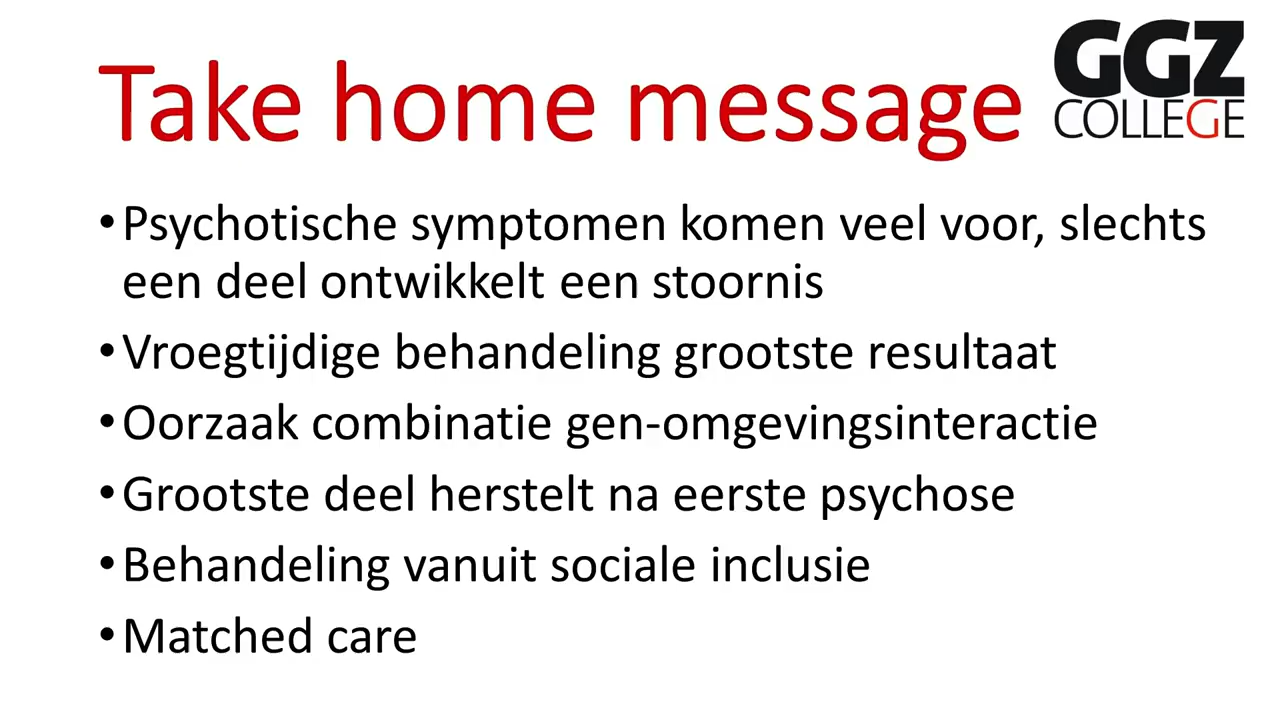 Take home message
GGZ
COLLEGE
•Psychotische symptomen komen veel voor, slechts
een deel ontwikkelt een stoornis
•Vroegtijdige behandeling grootste resultaat
•Oorzaak combinatie gen-omgevingsinteractie
•Grootste deel herstelt na eerste psychose
•Behandeling vanuit sociale inclusie
•Matched care